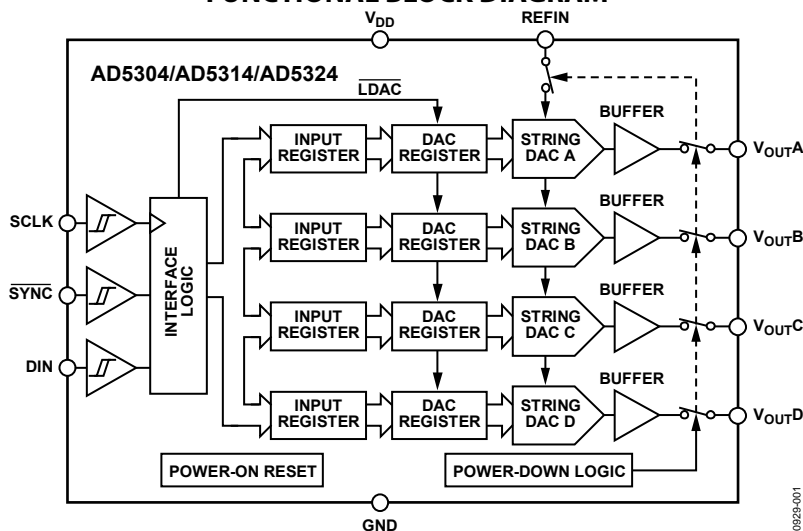 FUNCTIONAL BLOCK DIAGRAM
VDD
REFIN
AD5304/AD5314/AD5324
LDAC
INPUT
REGISTER
DAC
REGISTER
STRING
DAC A
BUFFER
VOUTA
SCLK
INPUT
REGISTER
DAC
REGISTER
STRING
DAC B
BUFFER
VOUTB
SYNC
INTERFACE
LOGIC
INPUT
REGISTER
DAC
REGISTER
STRING
DAC C
BUFFER
VOUTC
DIN
INPUT
REGISTER
DAC
REGISTER
STRING
DAC D
BUFFER
VOUTD
POWER-ON RESET
POWER-DOWN LOGIC
GND